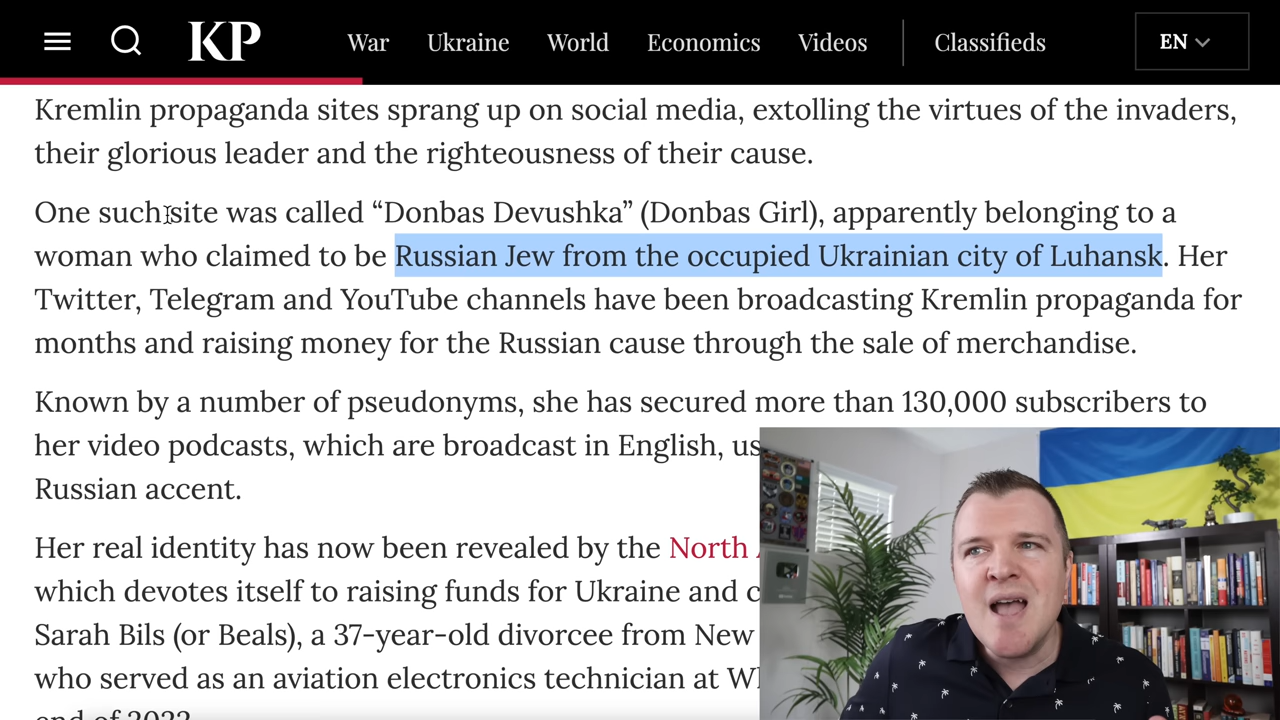 KP War Ukraine World Economics Videos Classifieds EN
Kremlin propaganda sites sprang up on social media, extolling the virtues of the invaders,
their glorious leader and the righteousness of their cause.
One such site was called “Donbas Devushka” (Donbas Girl), apparently belonging to a
woman who claimed to be Russian Jew from the occupied Ukrainian city of Luhansk. Her
Twitter, Telegram and YouTube channels have been broadcasting Kremlin propaganda for
months and raising money for the Russian cause through the sale of merchandise.
Known by a number of pseudonyms, she has secured more than 130,000 subscribers to
her video podcasts, which are broadcast in English, us
Russian accent.
Her real identity has now been revealed by the North
which devotes itself to raising funds for Ukraine and
Sarah Bils (or Beals), a 37-year-old divorcee from New
who served as an aviation electronics technician at
end of 2022